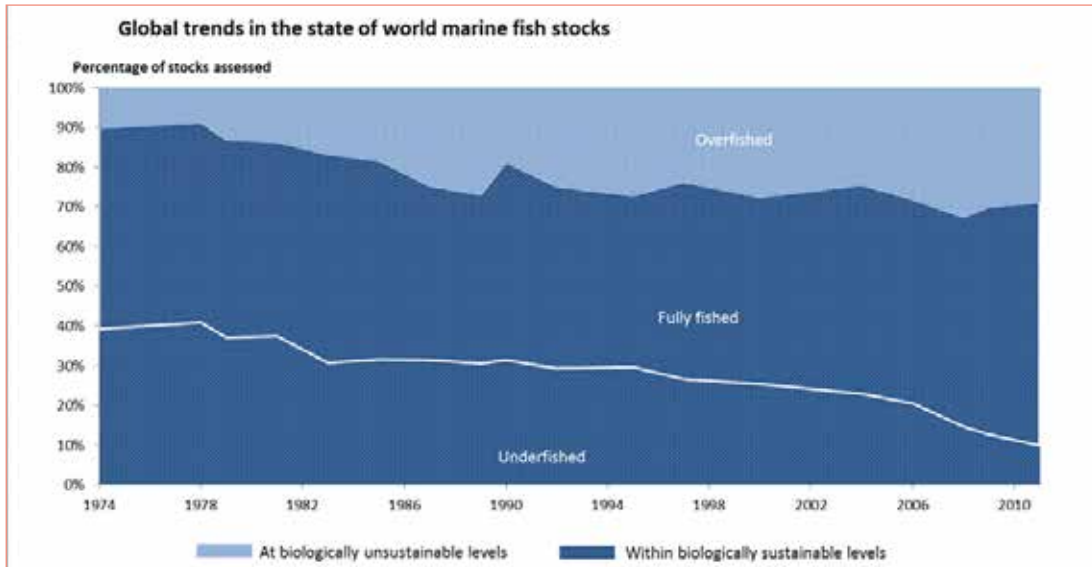 Global trends in the state of world marine fish stocks
Percentage of stocks assessed
100%
90%
80%
70%
60%
50%
40%
30%
20%
10%
0%
Overfished
Fully fished
Underfished
1974 1978 1982 1986 1990 1994 1998 2002 2006 2010
At biologically unsustainable levels Within biologically sustainable levels